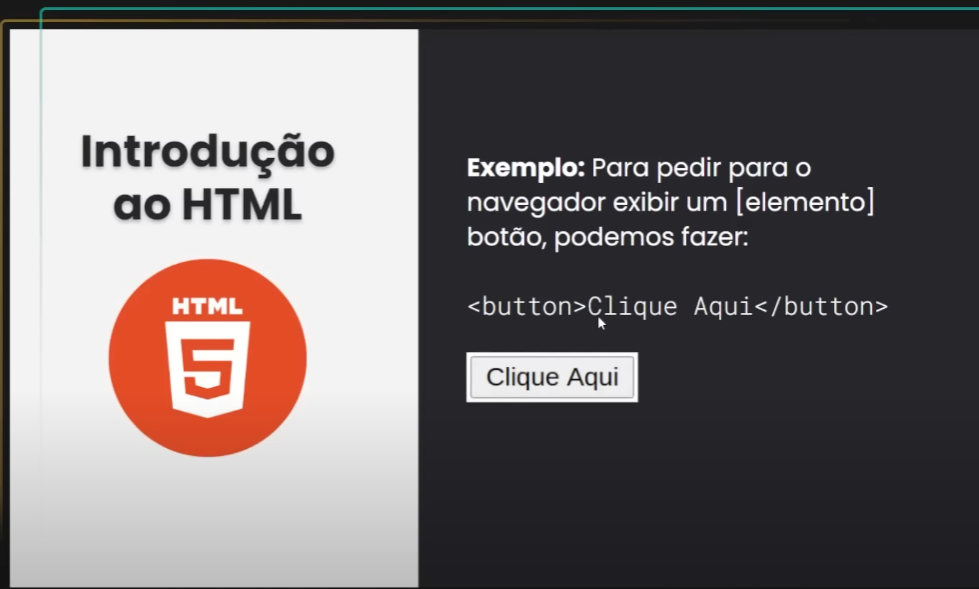 Introdução
ao HTML
HTML
5
Exemplo: Para pedir para o
navegador exibir um [elemento]
botão, podemos fazer:
<button>Clique Aqui</button>
Clique Aqui